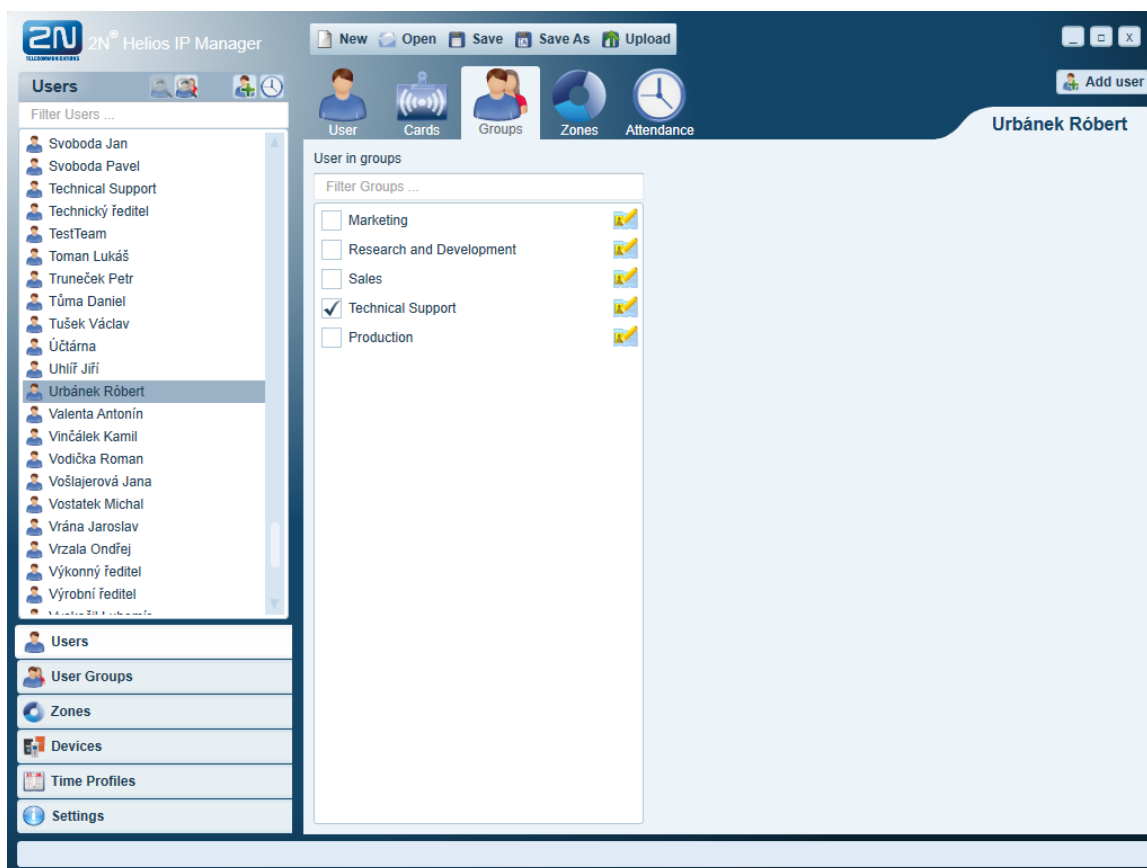 2N
TELECOMMUNICATIONS
2N® Helios IP Manager
New Open Save Save As Upload
_ □ X
Users
Filter Users ...
Svoboda Jan
Svoboda Pavel
Technical Support
Technický ředitel
TestTeam
Toman Lukáš
Truneček Petr
Tůma Daniel
Tušek Václav
Účtárna
Uhlíř Jiří
Urbánek Róbert
Valenta Antonín
Vinčálek Kamil
Vodička Roman
Vošlajerová Jana
Vostatek Michal
Vrána Jaroslav
Vrzala Ondřej
Výkonný ředitel
Výrobní ředitel
Users
User Groups
Zones
Devices
Time Profiles
Settings
User Cards Groups Zones Attendance
Add user
Urbánek Róbert
User in groups
Filter Groups ...
Marketing
Research and Development
Sales
Technical Support
Production